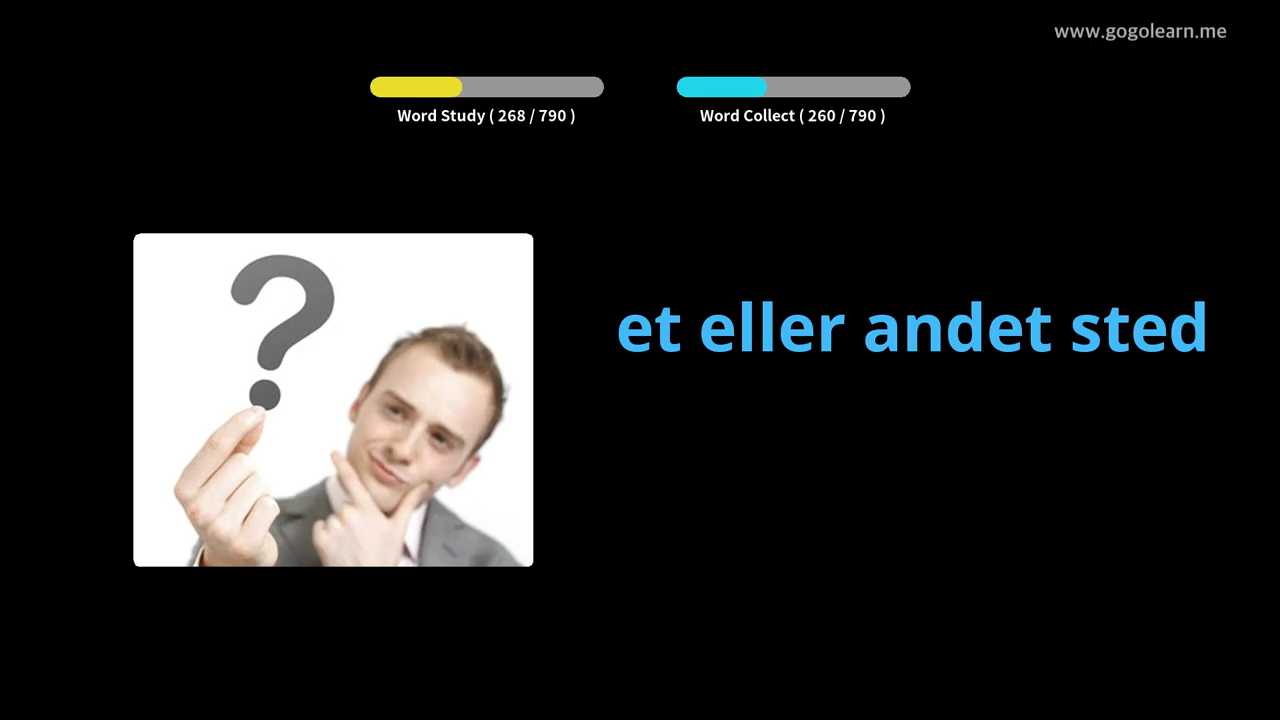 www.gogolearn.me
Word Study ( 268 / 790 )
Word Collect ( 260 / 790 )
?
et eller andet sted